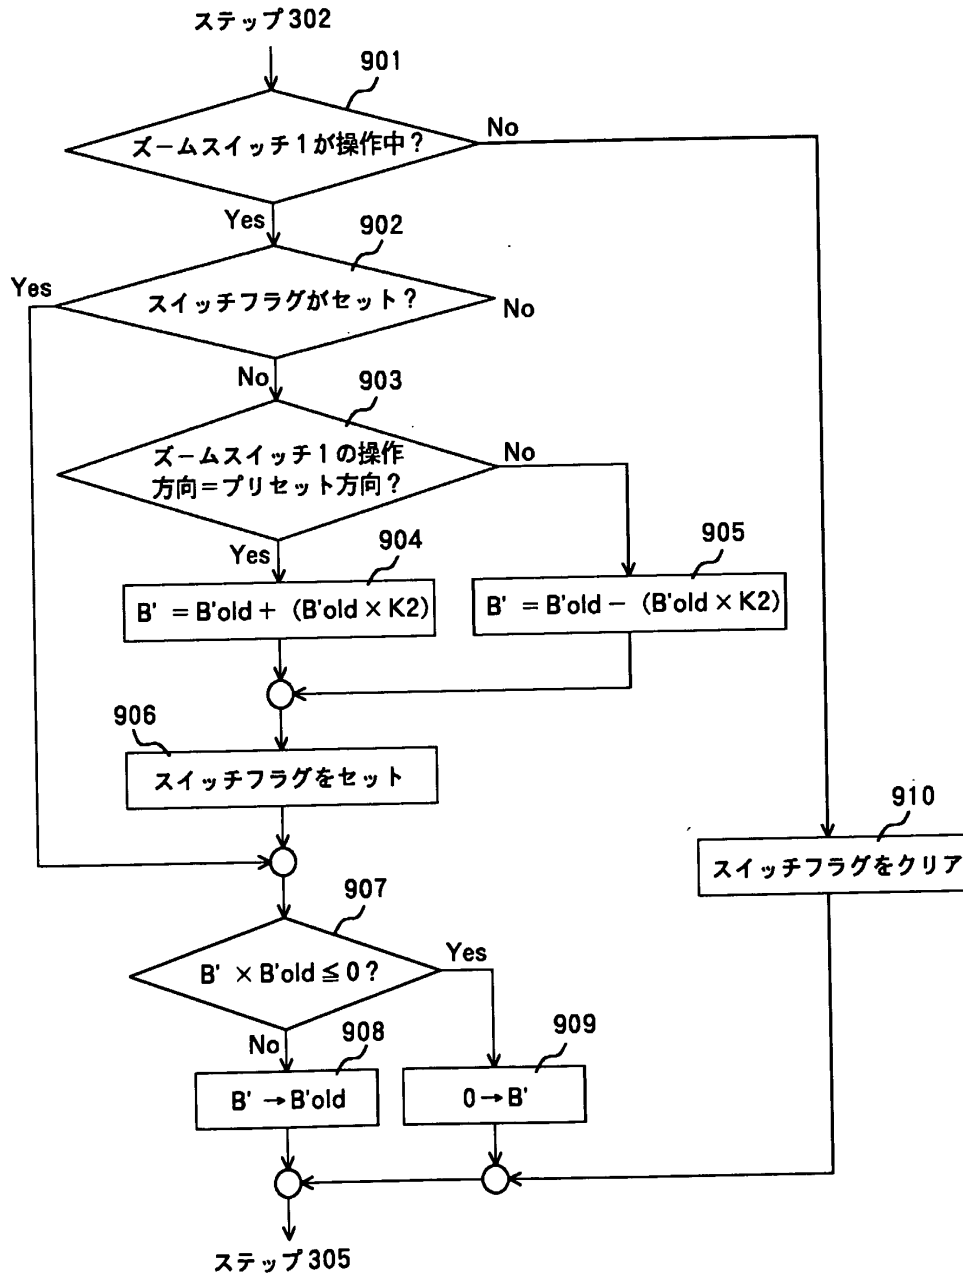 ステップ302
901
ズームスイッチ1が操作中?
No
Yes
902
Yes
スイッチフラグがセット?
No
No
903
ズームスイッチ1の操作
方向=プリセット方向?
No
Yes
904
905
B' = B'old + (B'old × K2)
B' = B'old − (B'old × K2)
906
スイッチフラグをセット
910
スイッチフラグをクリア
907
B' × B'old ≦ 0?
Yes
No
908
909
B' → B'old
0 → B'
ステップ305